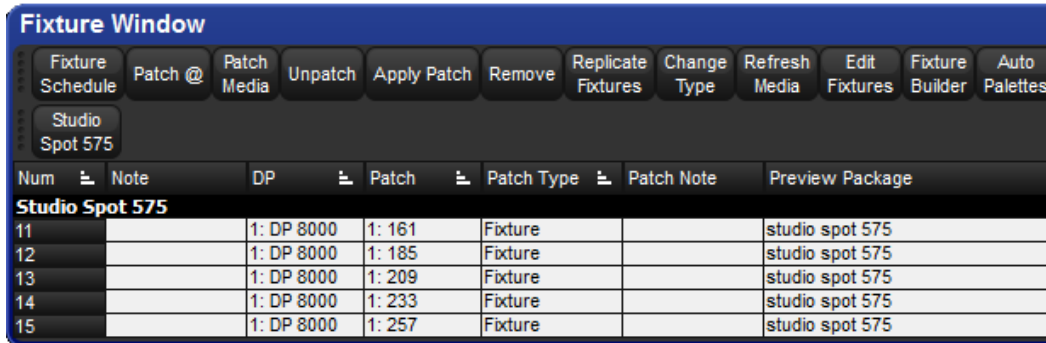 Fixture Window
Fixture Schedule Patch @ Patch Media Unpatch Apply Patch Remove Replicate Fixtures Change Type Refresh Media Edit Fixtures Fixture Builder Auto Palettes
Studio Spot 575
Num Note DP Patch Patch Type Patch Note Preview Package
Studio Spot 575
11 1: DP 8000 1: 161 Fixture studio spot 575
12 1: DP 8000 1: 185 Fixture studio spot 575
13 1: DP 8000 1: 209 Fixture studio spot 575
14 1: DP 8000 1: 233 Fixture studio spot 575
15 1: DP 8000 1: 257 Fixture studio spot 575